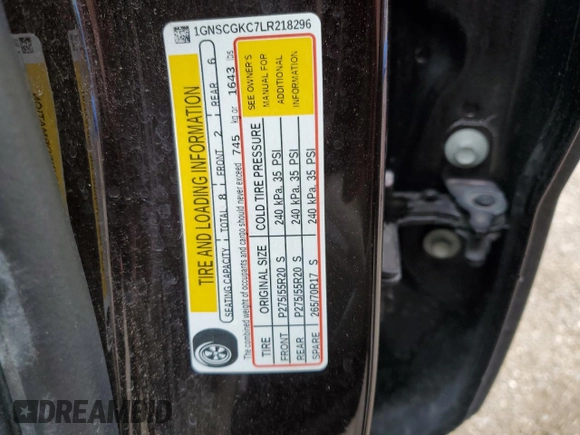 1GNSCGKC7LR218296
TIRE AND LOADING INFORMATION
SEATING CAPACITY TOTAL 8 FRONT 2 REAR 6
The combined weight of occupants and cargo should never exceed 745 kg or 1643 lbs
TIRE ORIGINAL SIZE COLD TIRE PRESSURE
FRONT P275/55R20 S 240 kPa, 35 PSI
REAR P275/55R20 S 240 kPa, 35 PSI
SPARE 265/70R17 S 240 kPa, 35 PSI
SEE OWNER'S
MANUAL FOR
ADDITIONAL
INFORMATION
DREAMBID